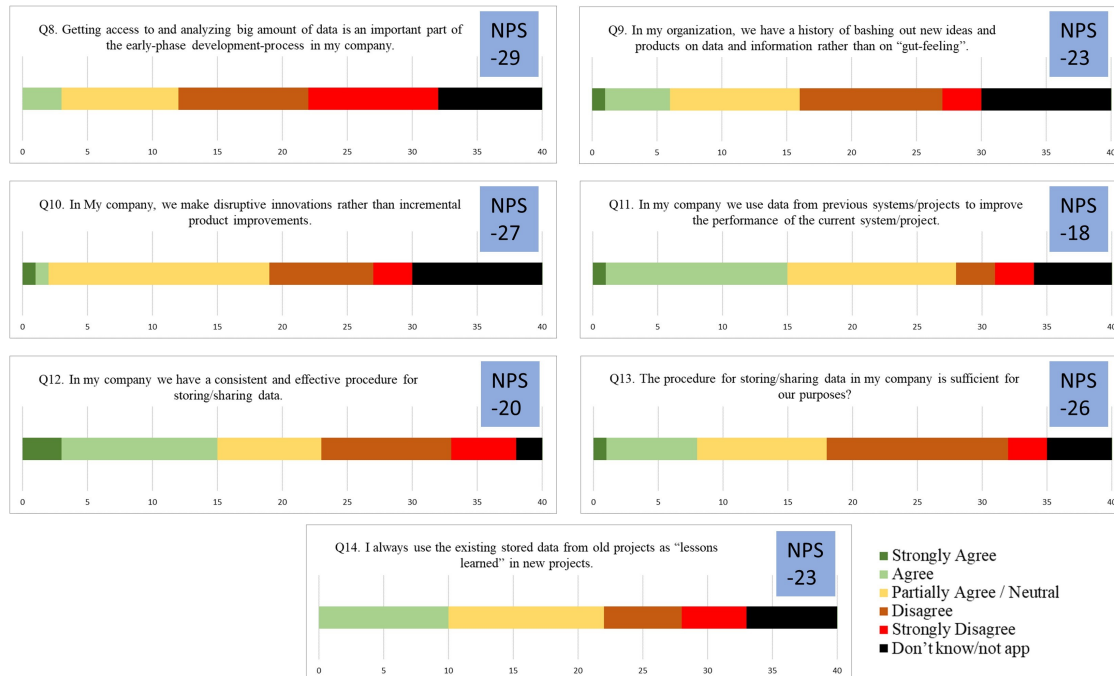 Q8. Getting access to and analyzing big amount of data is an important part of
the early-phase development-process in my company.
NPS
-29
0 5 10 15 20 25 30 35 40
Q9. In my organization, we have a history of bashing out new ideas and
products on data and information rather than on “gut-feeling”.
NPS
-23
0 5 10 15 20 25 30 35 40
Q10. In My company, we make disruptive innovations rather than incremental
product improvements.
NPS
-27
0 5 10 15 20 25 30 35 40
Q11. In my company we use data from previous systems/projects to improve
the performance of the current system/project.
NPS
-18
0 5 10 15 20 25 30 35 40
Q12. In my company we have a consistent and effective procedure for
storing/sharing data.
NPS
-20
0 5 10 15 20 25 30 35 40
Q13. The procedure for storing/sharing data in my company is sufficient for
our purposes?
NPS
-26
0 5 10 15 20 25 30 35 40
Q14. I always use the existing stored data from old projects as “lessons
learned” in new projects.
NPS
-23
0 5 10 15 20 25 30 35 40
Strongly Agree
Agree
Partially Agree / Neutral
Disagree
Strongly Disagree
Don’t know/not app